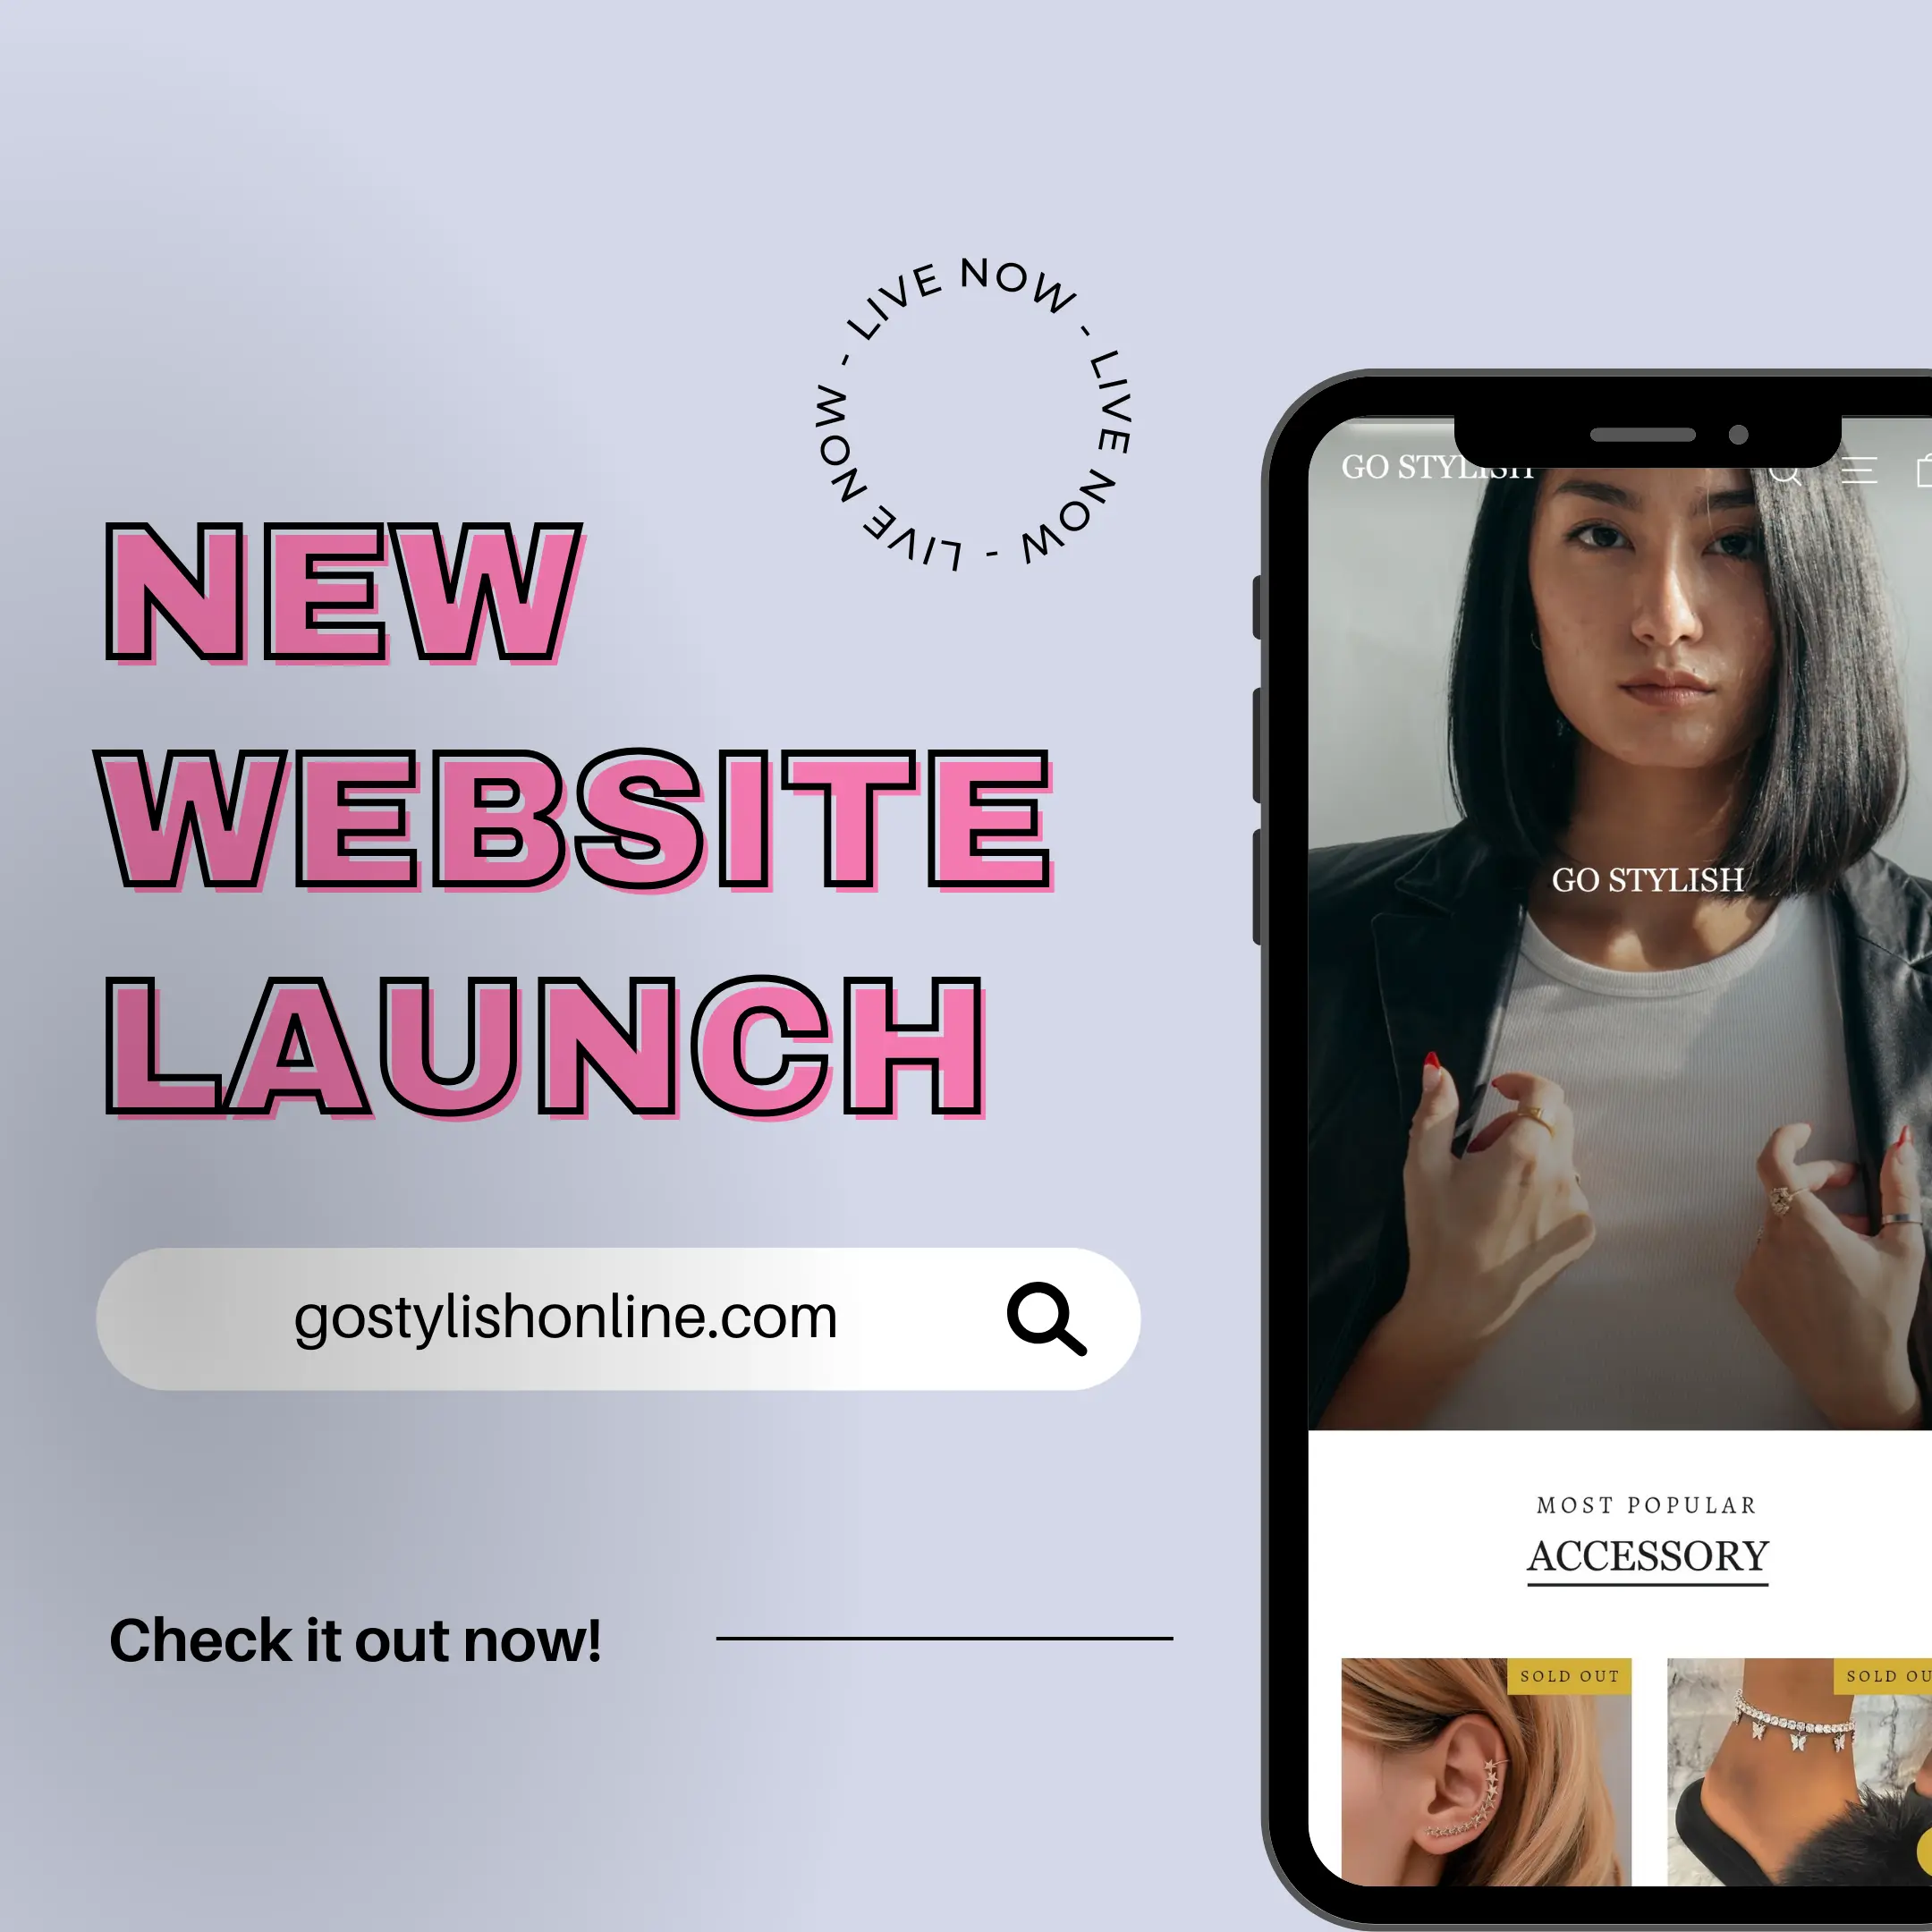 LIVE NOW - LIVE NOW - LIVE NOW -
NEW
WEBSITE
LAUNCH
gostylishonline.com
Check it out now!
GO STYLISH
GO STYLISH
MOST POPULAR
ACCESSORY
SOLD OUT
SOLD OU